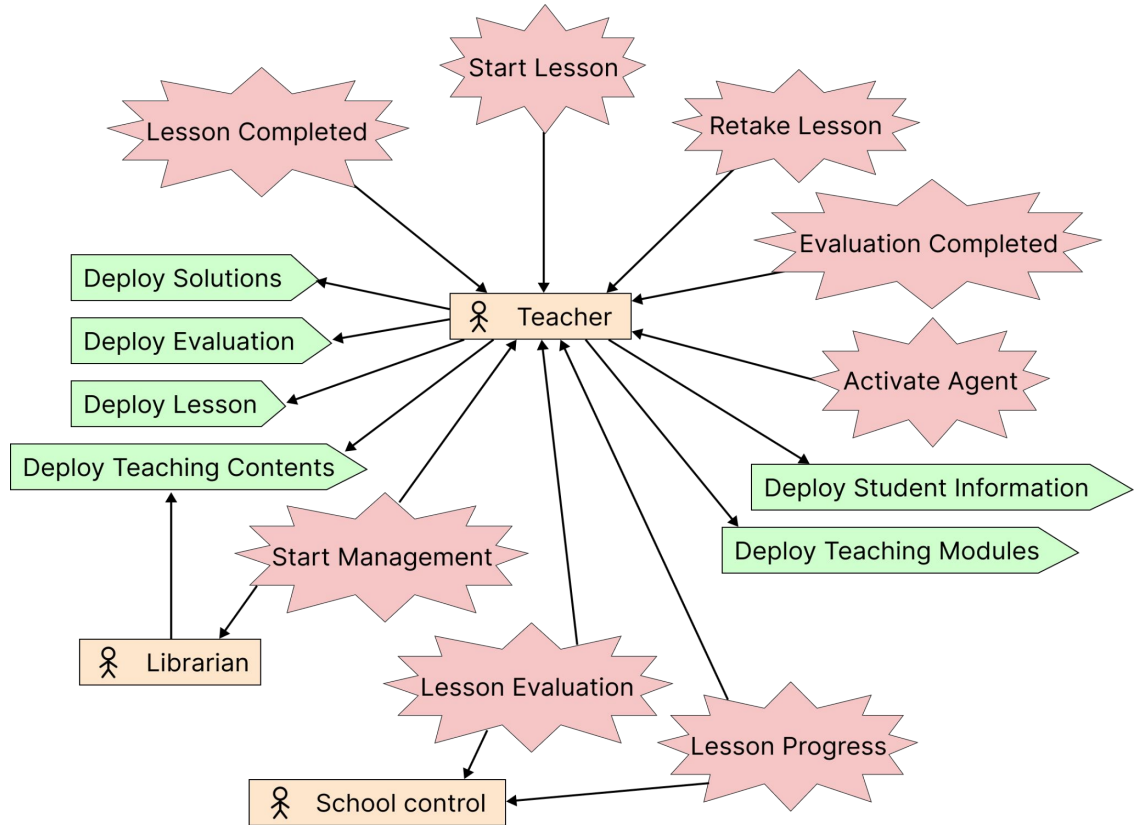 Start Lesson
Lesson Completed
Retake Lesson
Evaluation Completed
Deploy Solutions
Teacher
Deploy Evaluation
Activate Agent
Deploy Lesson
Deploy Teaching Contents
Deploy Student Information
Start Management
Deploy Teaching Modules
Librarian
Lesson Evaluation
Lesson Progress
School control